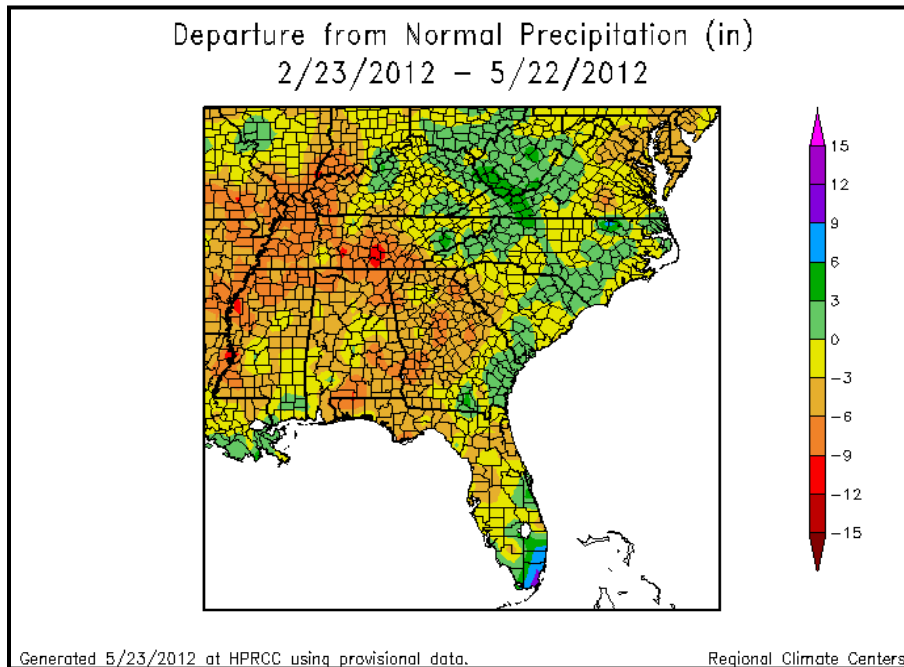 Departure from Normal Precipitation (in)
2/23/2012 – 5/22/2012
15
12
9
6
3
0
−3
−6
−9
−12
−15
Generated 5/23/2012 at HPRCC using provisional data.
Regional Climate Centers